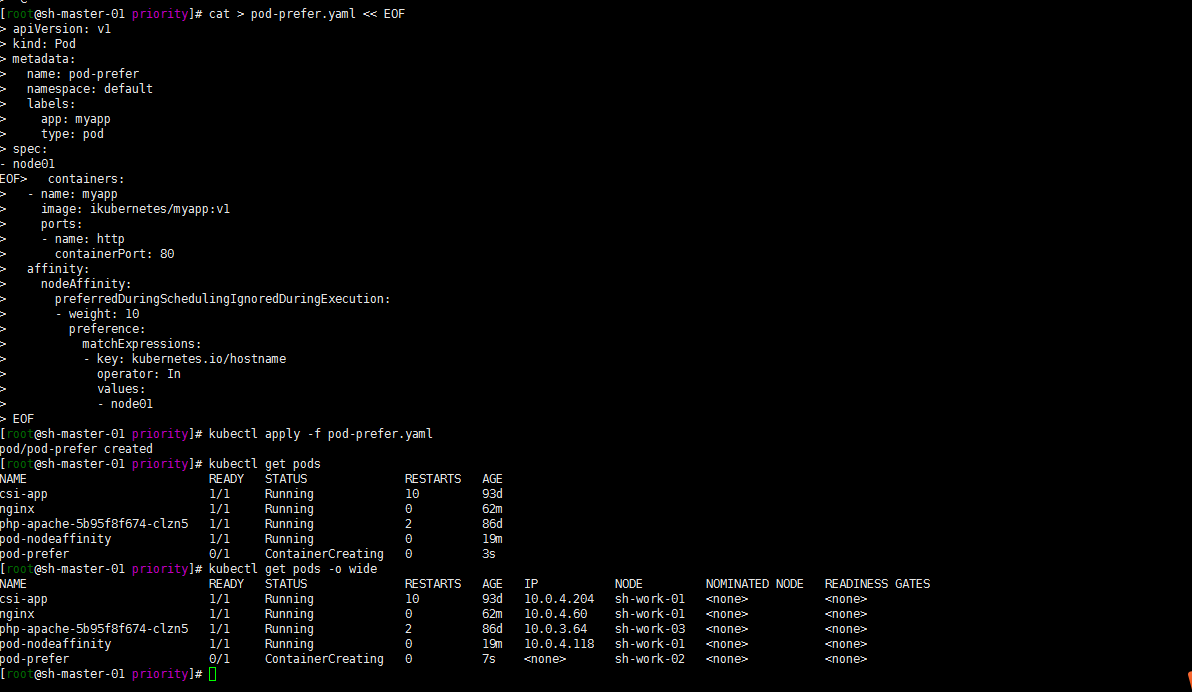 [root@sh-master-01 priority]# cat > pod-prefer.yaml << EOF
> apiVersion: v1
> kind: Pod
> metadata:
>   name: pod-prefer
>   namespace: default
>   labels:
>     app: myapp
>     type: pod
> spec:
- node01
EOF>   containers:
>   - name: myapp
>     image: ikubernetes/myapp:v1
>     ports:
>     - name: http
>       containerPort: 80
>   affinity:
>     nodeAffinity:
>       preferredDuringSchedulingIgnoredDuringExecution:
>       - weight: 10
>         preference:
>           matchExpressions:
>           - key: kubernetes.io/hostname
>             operator: In
>             values:
>             - node01
> EOF
[root@sh-master-01 priority]# kubectl apply -f pod-prefer.yaml
pod/pod-prefer created
[root@sh-master-01 priority]# kubectl get pods
NAME                          READY   STATUS              RESTARTS   AGE
csi-app                       1/1     Running             10         93d
nginx                         1/1     Running             0          62m
php-apache-5b95f8f674-clzn5   1/1     Running             2          86d
pod-nodeaffinity              1/1     Running             0          19m
pod-prefer                    0/1     ContainerCreating   0          3s
[root@sh-master-01 priority]# kubectl get pods -o wide
NAME                          READY   STATUS              RESTARTS   AGE   IP           NODE         NOMINATED NODE   READINESS GATES
csi-app                       1/1     Running             10         93d   10.0.4.204   sh-work-01   <none>           <none>
nginx                         1/1     Running             0          62m   10.0.4.60    sh-work-01   <none>           <none>
php-apache-5b95f8f674-clzn5   1/1     Running             2          86d   10.0.3.64    sh-work-03   <none>           <none>
pod-nodeaffinity              1/1     Running             0          19m   10.0.4.118   sh-work-01   <none>           <none>
pod-prefer                    0/1     ContainerCreating   0          7s    <none>       sh-work-02   <none>           <none>
[root@sh-master-01 priority]#